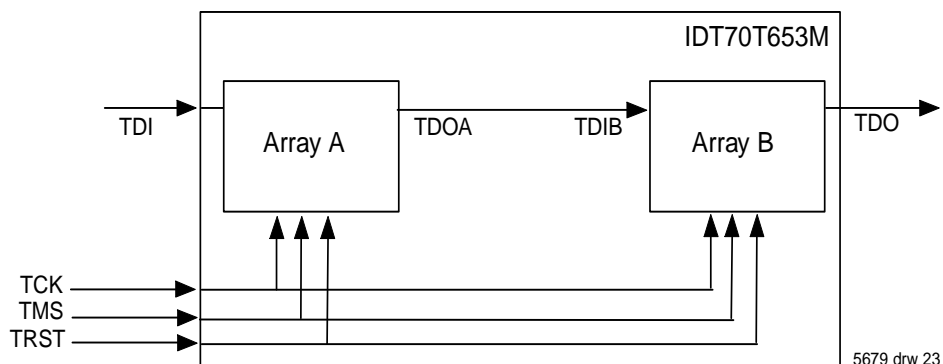 IDT70T653M
TDI
Array A
TDOA
TDIB
Array B
TDO
TCK
TMS
TRST
5679 drw 23